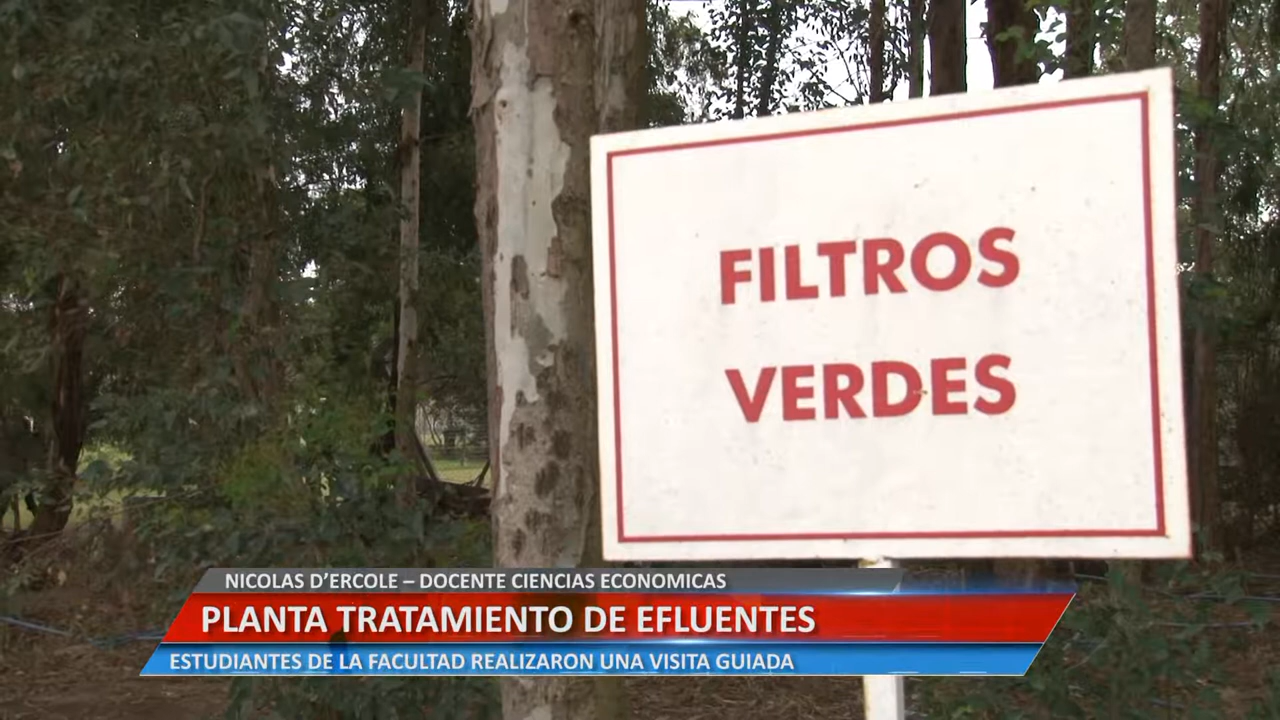 FILTROS
VERDES
NICOLAS D’ERCOLE – DOCENTE CIENCIAS ECONOMICAS
PLANTA TRATAMIENTO DE EFLUENTES
ESTUDIANTES DE LA FACULTAD REALIZARON UNA VISITA GUIADA